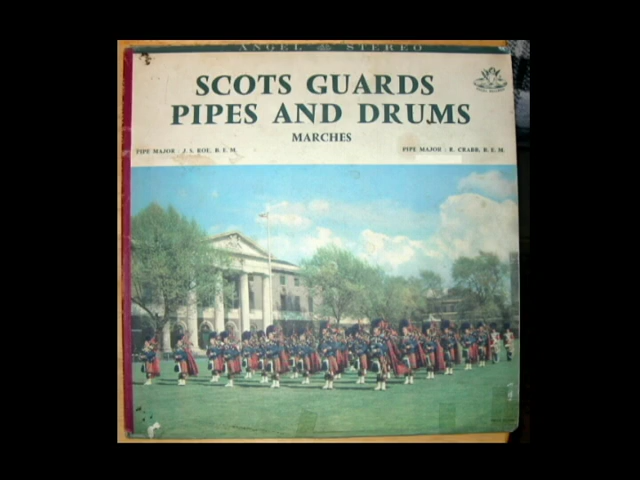 ANGEL STEREO
SCOTS GUARDS
PIPES AND DRUMS
MARCHES
PIPE MAJOR : J. S. ROE, B. E. M.
PIPE MAJOR : R. CRABB, B. E. M.